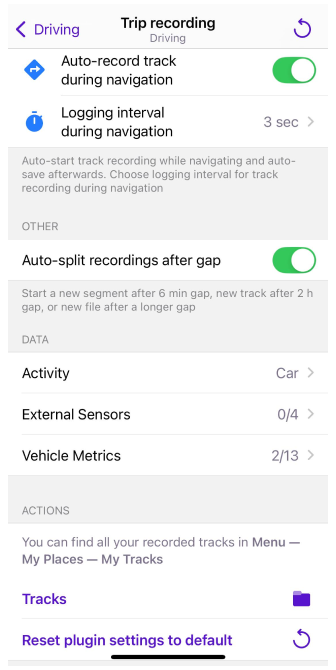 Driving
Trip recording
Driving
Auto-record track
during navigation
Logging interval
during navigation
3 sec
Auto-start track recording while navigating and auto-
save afterwards. Choose logging interval for track
recording during navigation
OTHER
Auto-split recordings after gap
Start a new segment after 6 min gap, new track after 2 h
gap, or new file after a longer gap
DATA
Activity
Car
External Sensors
0/4
Vehicle Metrics
2/13
ACTIONS
You can find all your recorded tracks in Menu —
My Places — My Tracks
Tracks
Reset plugin settings to default